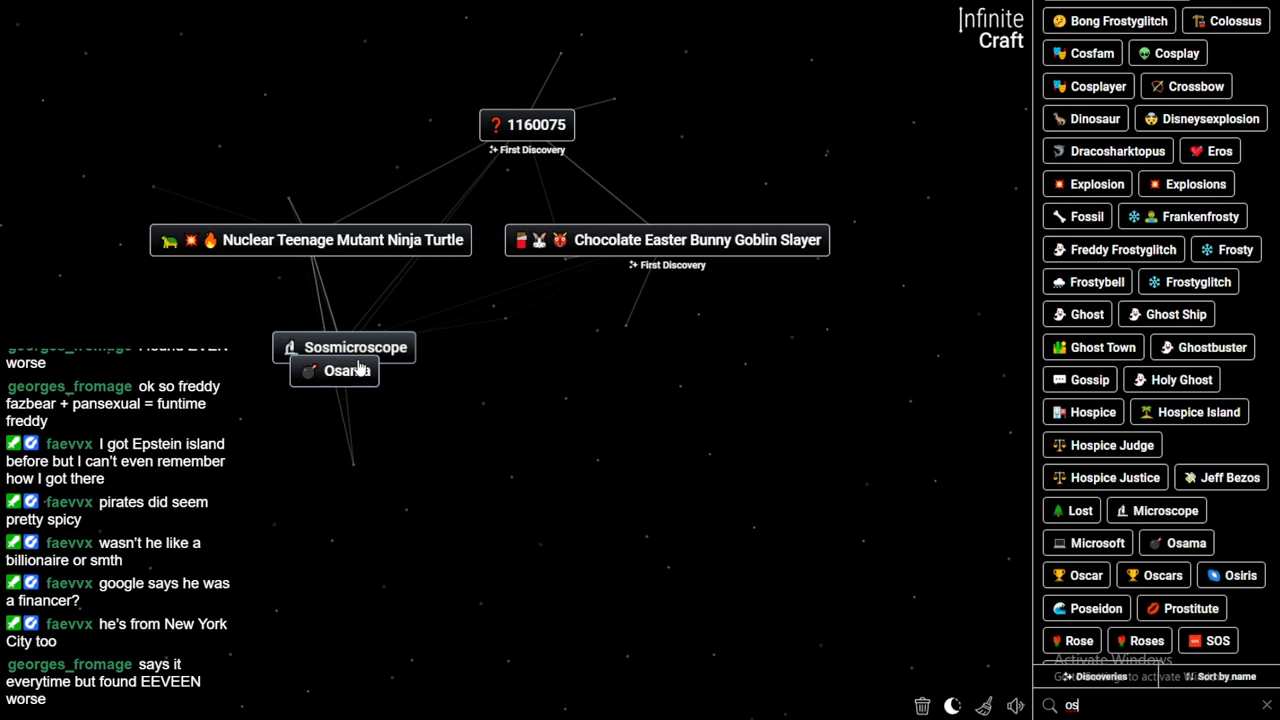 Infinite
Craft
❓ 1160075
First Discovery
Nuclear Teenage Mutant Ninja Turtle
Chocolate Easter Bunny Goblin Slayer
First Discovery
Sosmicroscope
Osama
worse
georges_fromage ok so freddy
fazbear + pansexual = funtime
freddy
faevvx I got Epstein island
before but I can't even remember
how I got there
faevvx pirates did seem
pretty spicy
faevvx wasn't he like a
billionaire or smth
faevvx google says he was
a financer?
faevvx he's from New York
City too
georges_fromage says it
everytime but found EEVEEN
worse
Bong Frostyglitch
Colossus
Cosfam
Cosplay
Cosplayer
Crossbow
Dinosaur
Disneysexplosion
Dracosharktopus
Eros
Explosion
Explosions
Fossil
Frankenfrosty
Freddy Frostyglitch
Frosty
Frostybell
Frostyglitch
Ghost
Ghost Ship
Ghost Town
Ghostbuster
Gossip
Holy Ghost
Hospice
Hospice Island
Hospice Judge
Hospice Justice
Jeff Bezos
Lost
Microscope
Microsoft
Osama
Oscar
Oscars
Osiris
Poseidon
Prostitute
Rose
Roses
SOS
Activate Windows
Discoveries
Sort by name
os